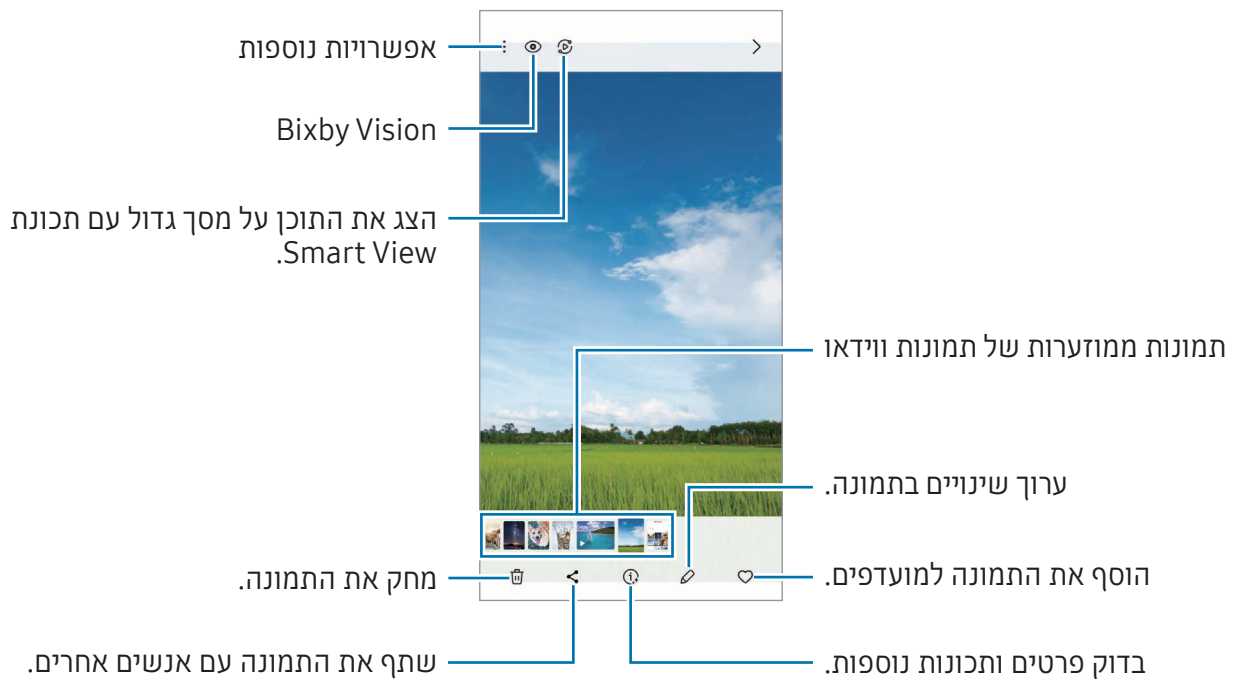 אפשרויות נוספות
Bixby Vision
הצג את התוכן על מסך גדול עם תכונת
Smart View.
תמונות ממוזערות של תמונות ווידאו
ערוך שינויים בתמונה.
הוסף את התמונה למועדפים.
מחק את התמונה.
בדוק פרטים ותכונות נוספות.
שתף את התמונה עם אנשים אחרים.